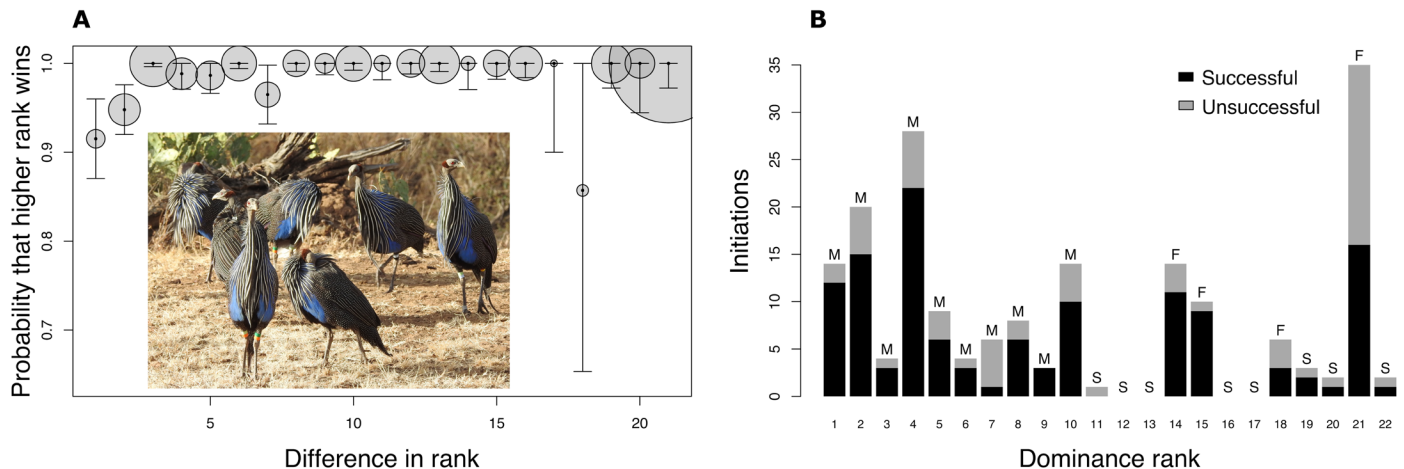 A
Probability that higher rank wins
1.0
0.9
0.8
0.7
5 10 15 20
Difference in rank
B
Initiations
35
30
25
20
15
10
5
0
Successful
Unsuccessful
M M M M M M M M M M S S S F F S S F S S F S
1 2 3 4 5 6 7 8 9 10 11 12 13 14 15 16 17 18 19 20 21 22
Dominance rank